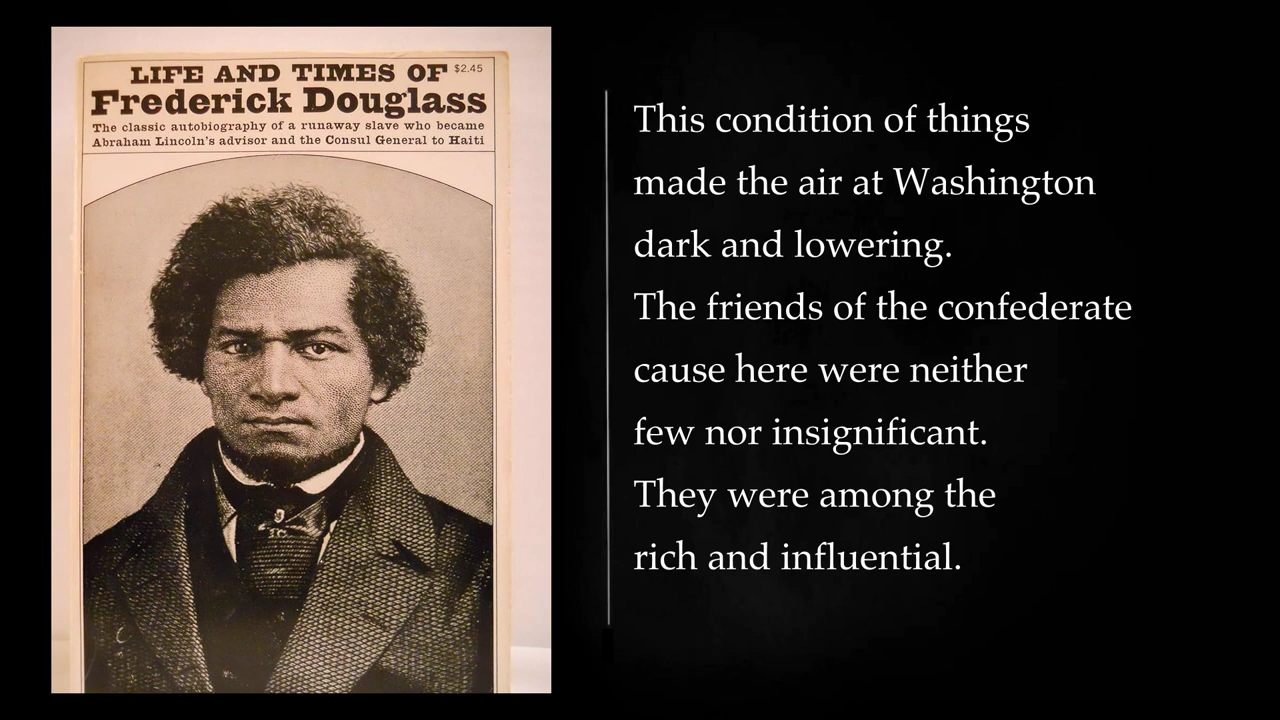 LIFE AND TIMES OF $2.45
Frederick Douglass
The classic autobiography of a runaway slave who became
Abraham Lincoln's advisor and the Consul General to Haiti
This condition of things
made the air at Washington
dark and lowering.
The friends of the confederate
cause here were neither
few nor insignificant.
They were among the
rich and influential.